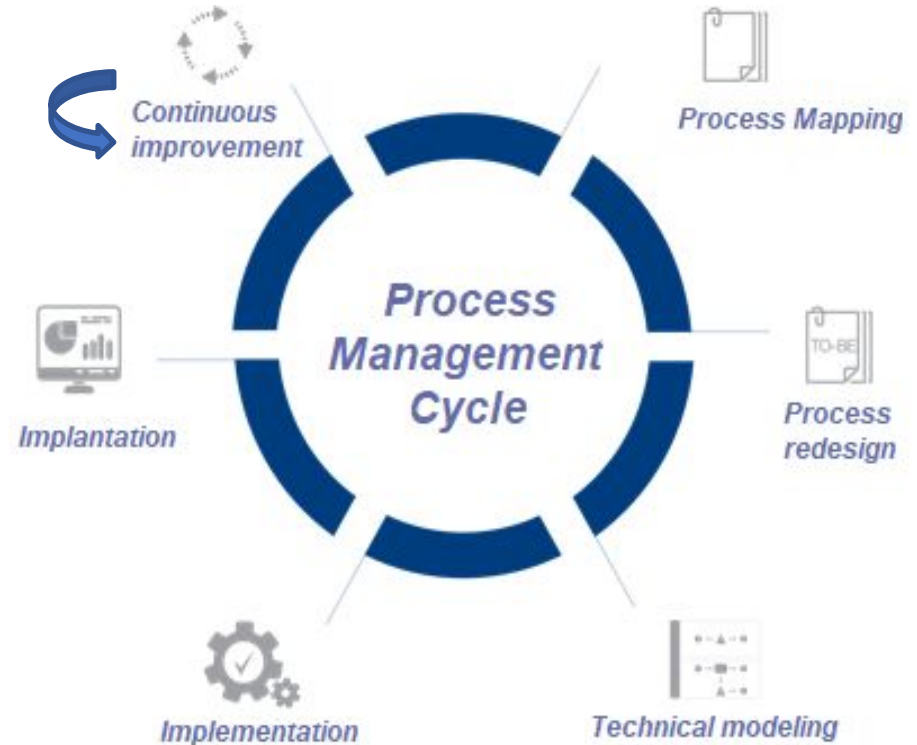 Continuous
improvement
Process Mapping
Process
Management
Cycle
TO-BE
Implantation
Process
redesign
Implementation
Technical modeling